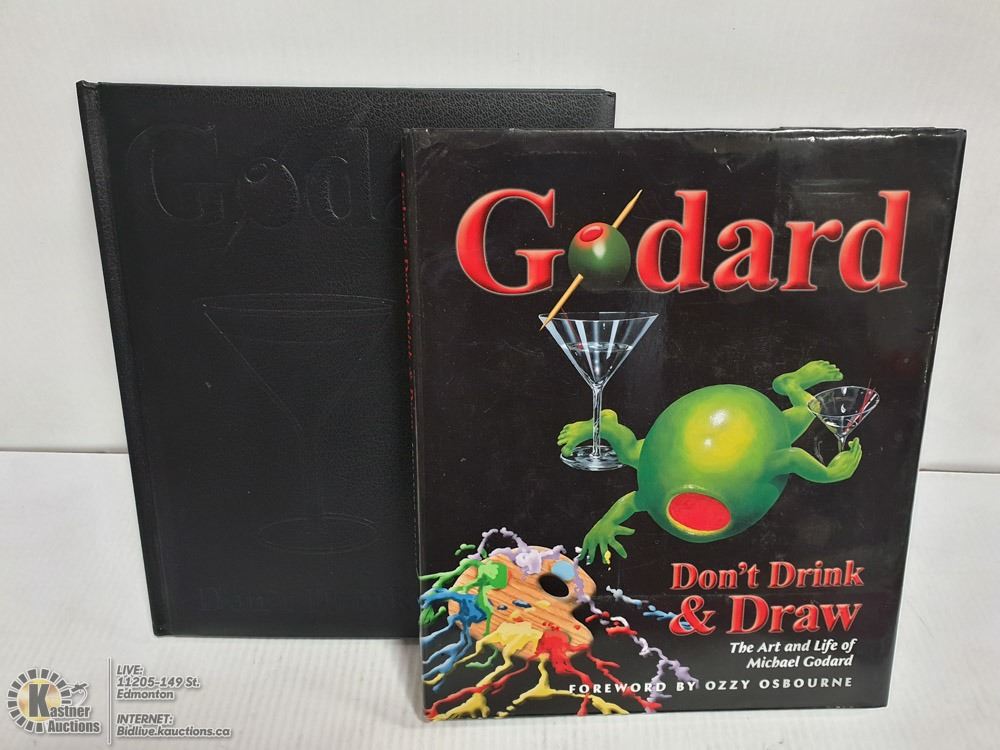 Godard
Godard
Don't Drink
& Draw
The Art and Life of
Michael Godard
FOREWORD BY OZZY OSBOURNE
Kastner
Auctions
LIVE:
11205-149 St.
Edmonton
INTERNET:
Bidlive.kauctions.ca